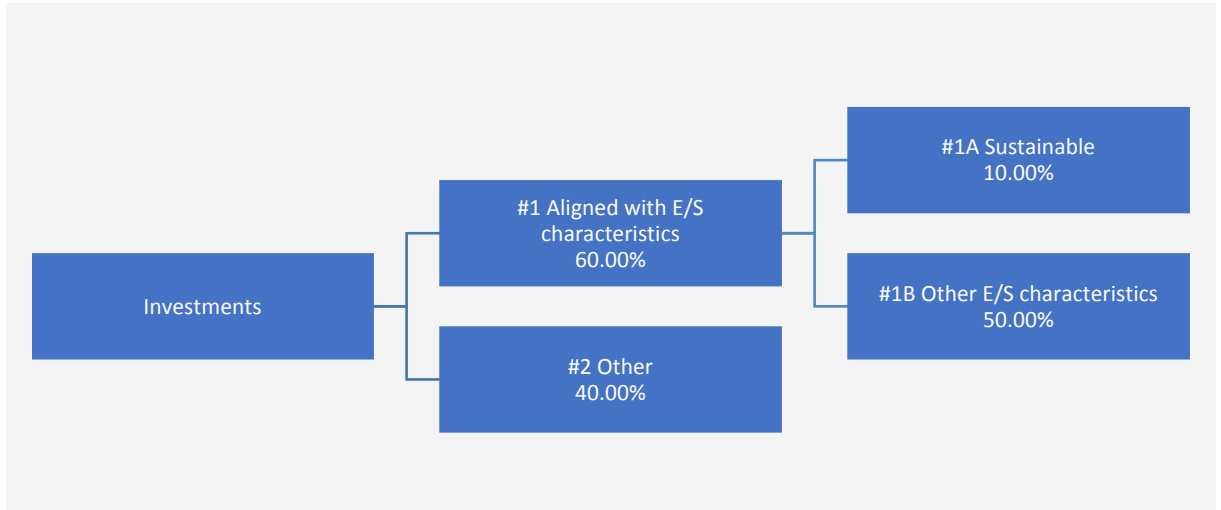 Investments
#1 Aligned with E/S
characteristics
60.00%
#2 Other
40.00%
#1A Sustainable
10.00%
#1B Other E/S characteristics
50.00%